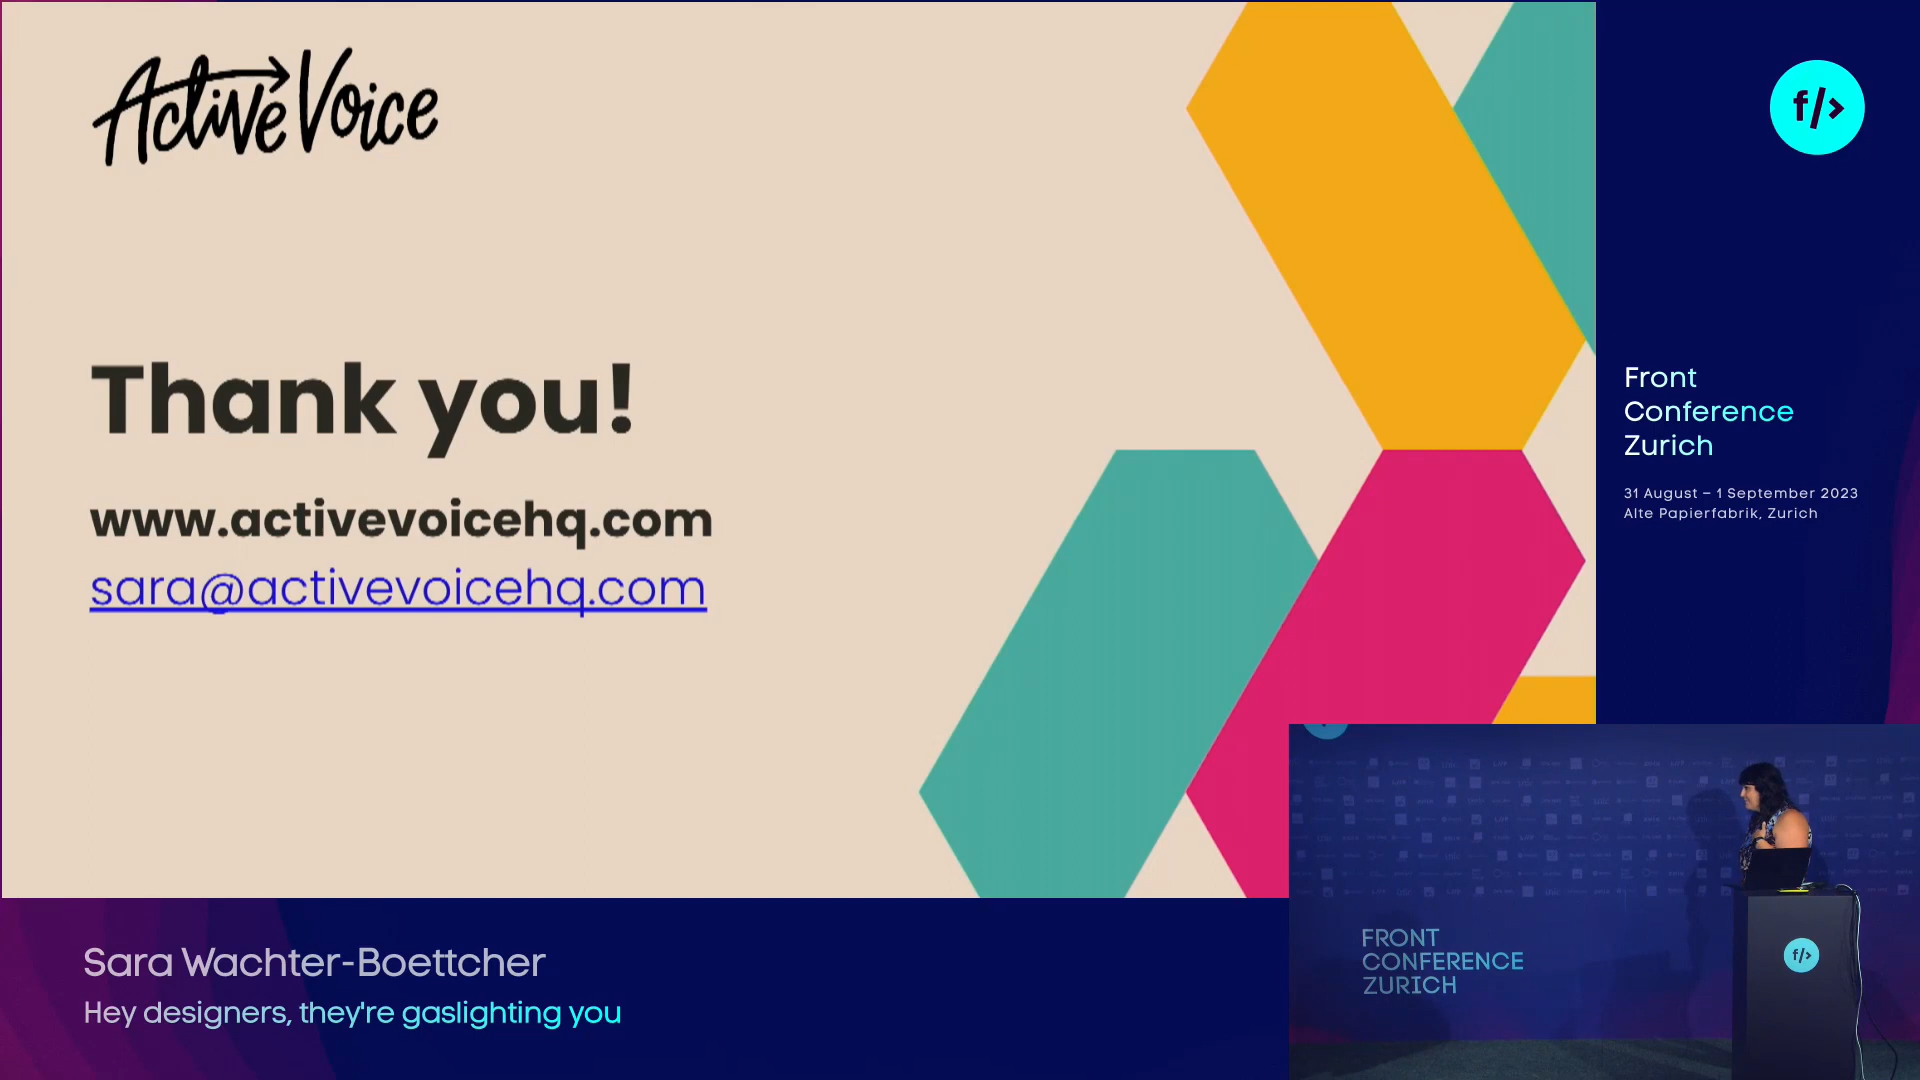 Active Voice
f/>
Thank you!
www.activevoicehq.com
sara@activevoicehq.com
Front
Conference
Zurich
31 August – 1 September 2023
Alte Papierfabrik, Zurich
FRONT
CONFERENCE
ZURICH
f/>
Sara Wachter-Boettcher
Hey designers, they're gaslighting you